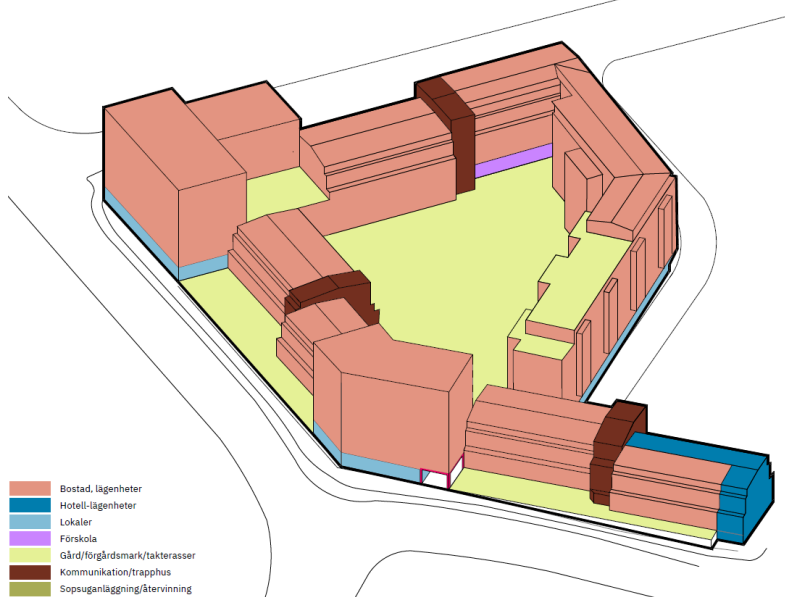 Bostad, lägenheter
Hotell-lägenheter
Lokaler
Förskola
Gård/förgårdsmark/takterasser
Kommunikation/trapphus
Sopsuganläggning/återvinning